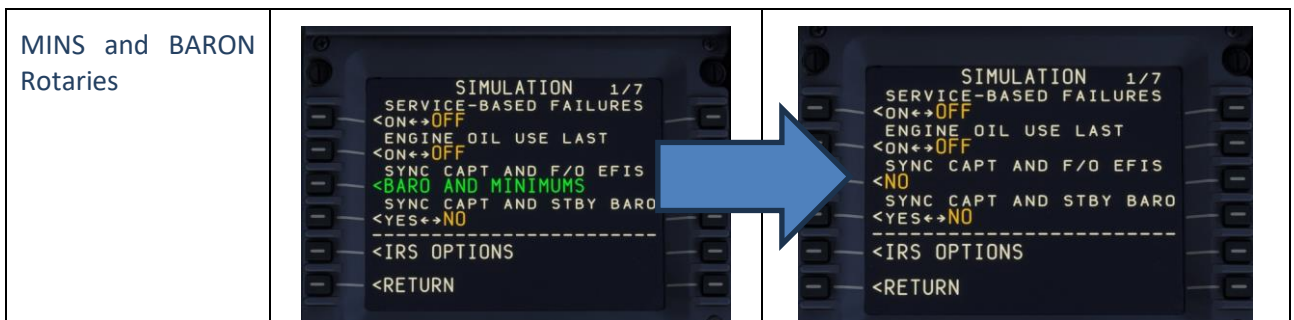 MINS and BARON
Rotaries
SIMULATION 1/7
SERVICE-BASED FAILURES
<ON←→OFF
ENGINE OIL USE LAST
<ON←→OFF
SYNC CAPT AND F/O EFIS
<BARO AND MINIMUMS
SYNC CAPT AND STBY BARO
<YES←→NO
------------------------
<IRS OPTIONS
<RETURN
SIMULATION 1/7
SERVICE-BASED FAILURES
<ON←→OFF
ENGINE OIL USE LAST
<ON←→OFF
SYNC CAPT AND F/O EFIS
<NO
SYNC CAPT AND STBY BARO
<YES←→NO
------------------------
<IRS OPTIONS
<RETURN